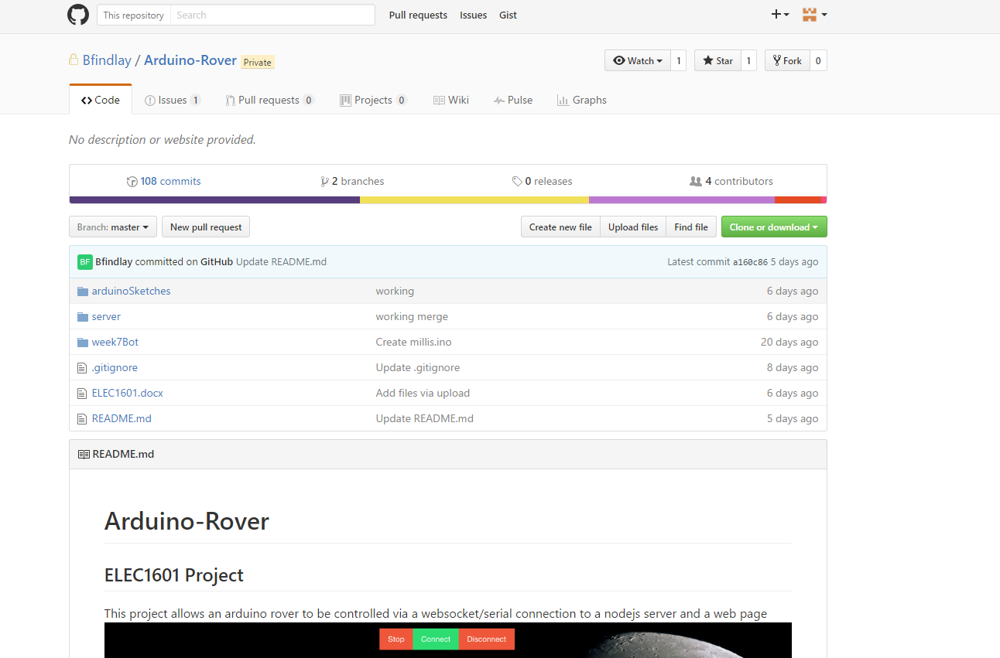 This repository Search Pull requests Issues Gist
Bfindlay / Arduino-Rover Private Watch 1 Star 1 Fork 0
Code Issues 1 Pull requests 0 Projects 0 Wiki Pulse Graphs
No description or website provided.
108 commits 2 branches 0 releases 4 contributors
Branch: master New pull request Create new file Upload files Find file Clone or download
BF Bfindlay committed on GitHub Update README.md Latest commit a160c86 5 days ago
arduinoSketches working 6 days ago
server working merge 6 days ago
week7Bot Create millis.ino 20 days ago
.gitignore Update .gitignore 8 days ago
ELEC1601.docx Add files via upload 6 days ago
README.md Update README.md 5 days ago
README.md
Arduino-Rover
ELEC1601 Project
This project allows an arduino rover to be controlled via a websocket/serial connection to a nodejs server and a web page
Stop Connect Disconnect